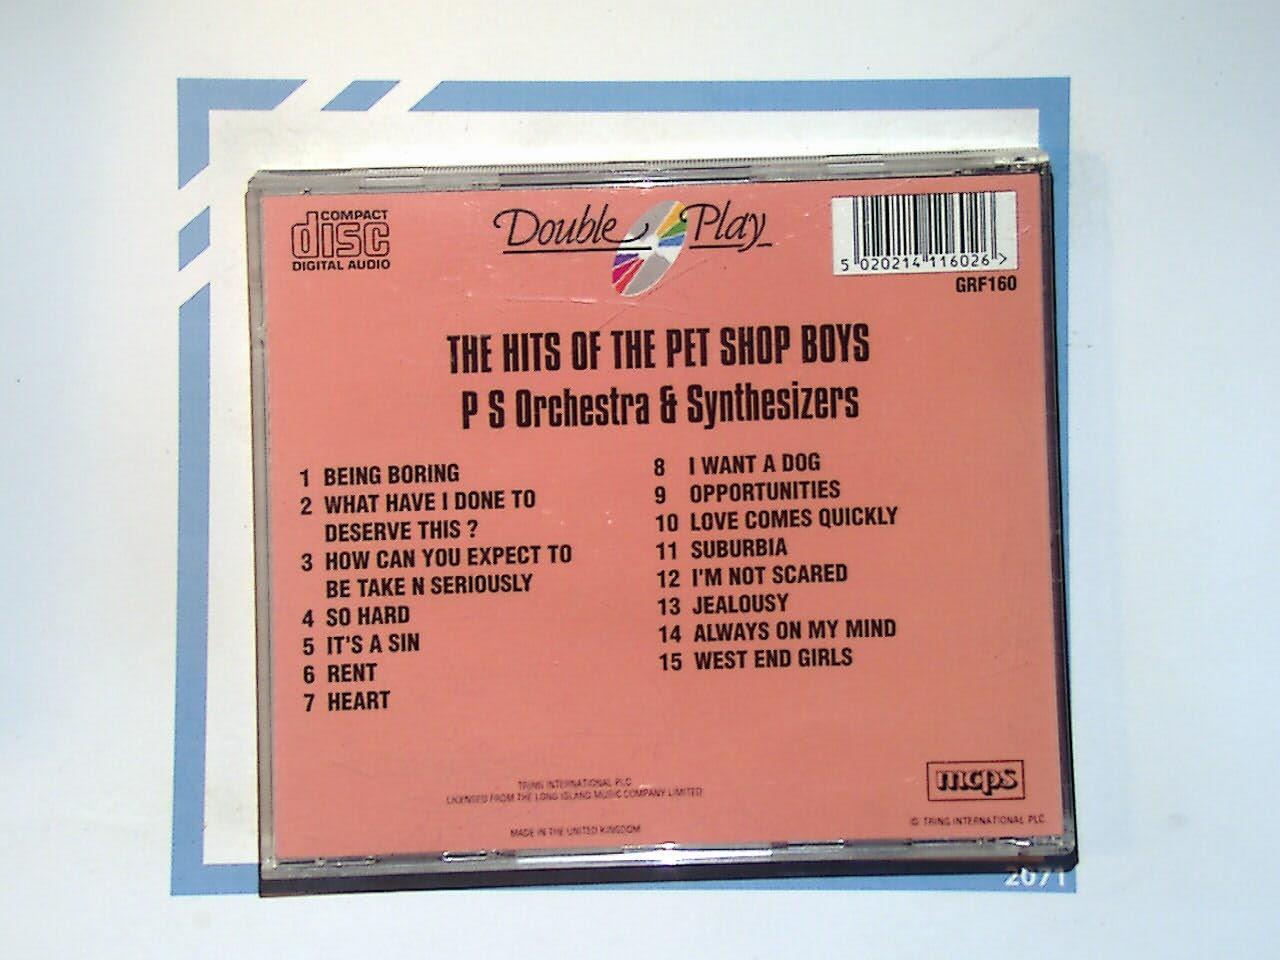 COMPACT
disc
DIGITAL AUDIO
Double Play
5 020214 116026 >
GRF160
THE HITS OF THE PET SHOP BOYS
P S Orchestra & Synthesizers
1 BEING BORING
2 WHAT HAVE I DONE TO
DESERVE THIS ?
3 HOW CAN YOU EXPECT TO
BE TAKE N SERIOUSLY
4 SO HARD
5 IT'S A SIN
6 RENT
7 HEART
8 I WANT A DOG
9 OPPORTUNITIES
10 LOVE COMES QUICKLY
11 SUBURBIA
12 I'M NOT SCARED
13 JEALOUSY
14 ALWAYS ON MY MIND
15 WEST END GIRLS
TRING INTERNATIONAL PLC
LICENSED FROM THE LONG ISLAND MUSIC COMPANY LIMITED
MADE IN THE UNITED KINGDOM
mcps
© TRING INTERNATIONAL PLC
2071